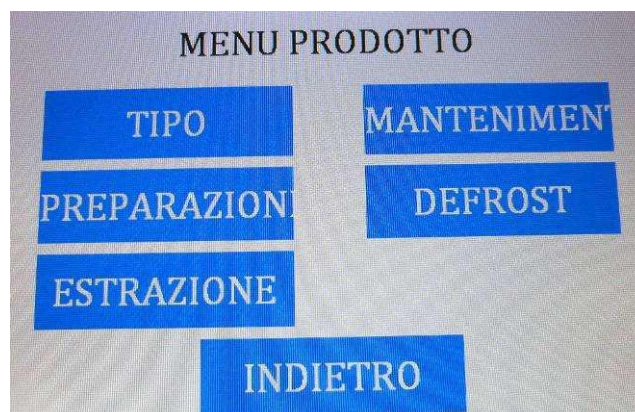 MENU PRODOTTO
TIPO
MANTENIMENT
PREPARAZIONI
DEFROST
ESTRAZIONE
INDIETRO